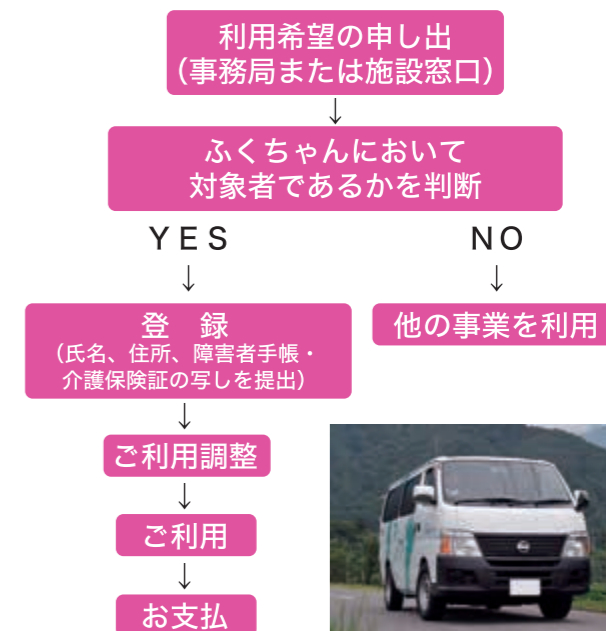 利用希望の申し出
（事務局または施設窓口）
↓
ふくちゃんにおいて
対象者であるかを判断
ＹＥＳ
ＮＯ
↓
↓
登　録
（氏名、住所、障害者手帳・
介護保険証の写しを提出）
他の事業を利用
↓
ご利用調整
↓
ご利用
↓
お支払